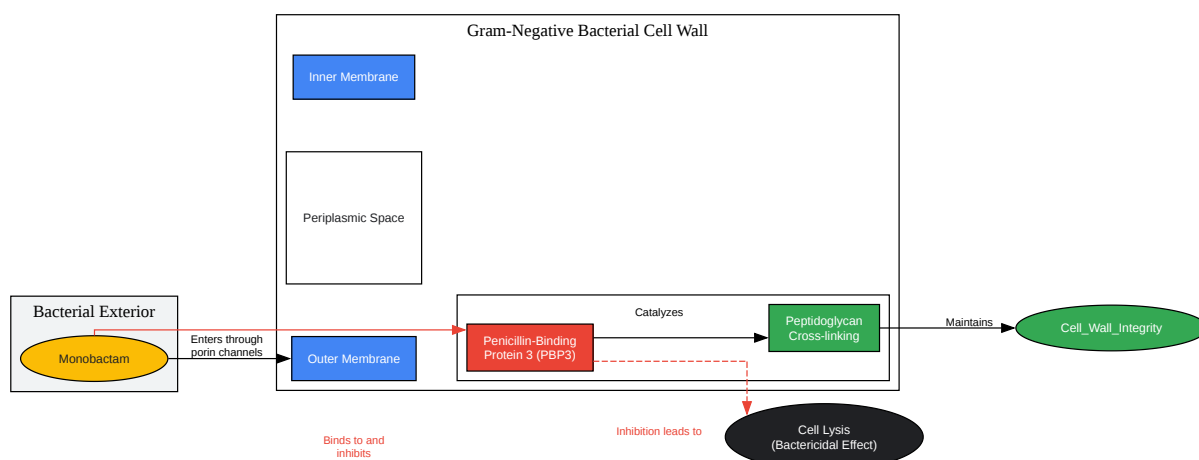 Gram-Negative Bacterial Cell Wall
Inner Membrane
Periplasmic Space
Bacterial Exterior
Monobactam
Enters through
porin channels
Outer Membrane
Penicillin-Binding
Protein 3 (PBP3)
Catalyzes
Peptidoglycan
Cross-linking
Maintains
Cell_Wall_Integrity
Binds to and
inhibits
Inhibition leads to
Cell Lysis
(Bactericidal Effect)